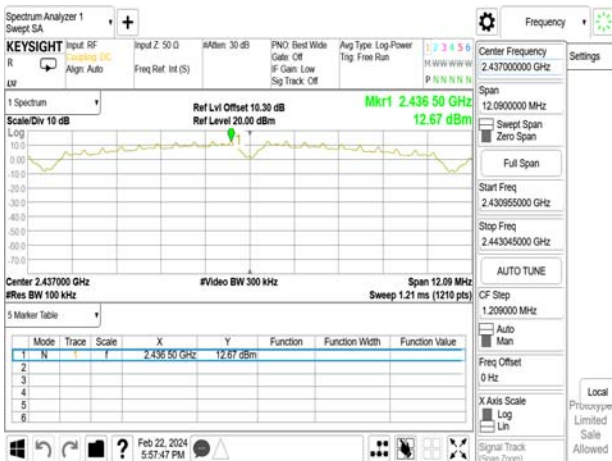 Spectrum Analyzer 1
Swept SA
Frequency
KEYSIGHT
R
Input: RF
Coupling: DC
Align: Auto
Input Z: 50 Ω
Freq Ref: Int (S)
#Atten: 30 dB
PNO: Best Wide
Gate: Off
IF Gain: Low
Sig Track: Off
Avg Type: Log-Power
Trig: Free Run
1 2 3 4 5 6
M W W W W W
P N N N N N
1 Spectrum
Scale/Div 10 dB
Ref Lvl Offset 10.30 dB
Ref Level 20.00 dBm
Mkr1 2.436 50 GHz
12.67 dBm
Log
10.0
0.00
-10.0
-20.0
-30.0
-40.0
-50.0
-60.0
-70.0
1
Center 2.437000 GHz
#Res BW 100 kHz
#Video BW 300 kHz
Span 12.09 MHz
Sweep 1.21 ms (1210 pts)
5 Marker Table
Mode Trace Scale X Y Function Function Width Function Value
1 N 1 f 2.436 50 GHz 12.67 dBm
2
3
4
5
6
Feb 22, 2024
5:57:47 PM
Center Frequency
2.437000000 GHz
Span
12.0900000 MHz
Swept Span
Zero Span
Full Span
Start Freq
2.430955000 GHz
Stop Freq
2.443045000 GHz
AUTO TUNE
CF Step
1.209000 MHz
Auto
Man
Freq Offset
0 Hz
X Axis Scale
Log
Lin
Signal Track
(Span Zoom)
Settings
Local
Prototype
Limited
Sale
Allowed